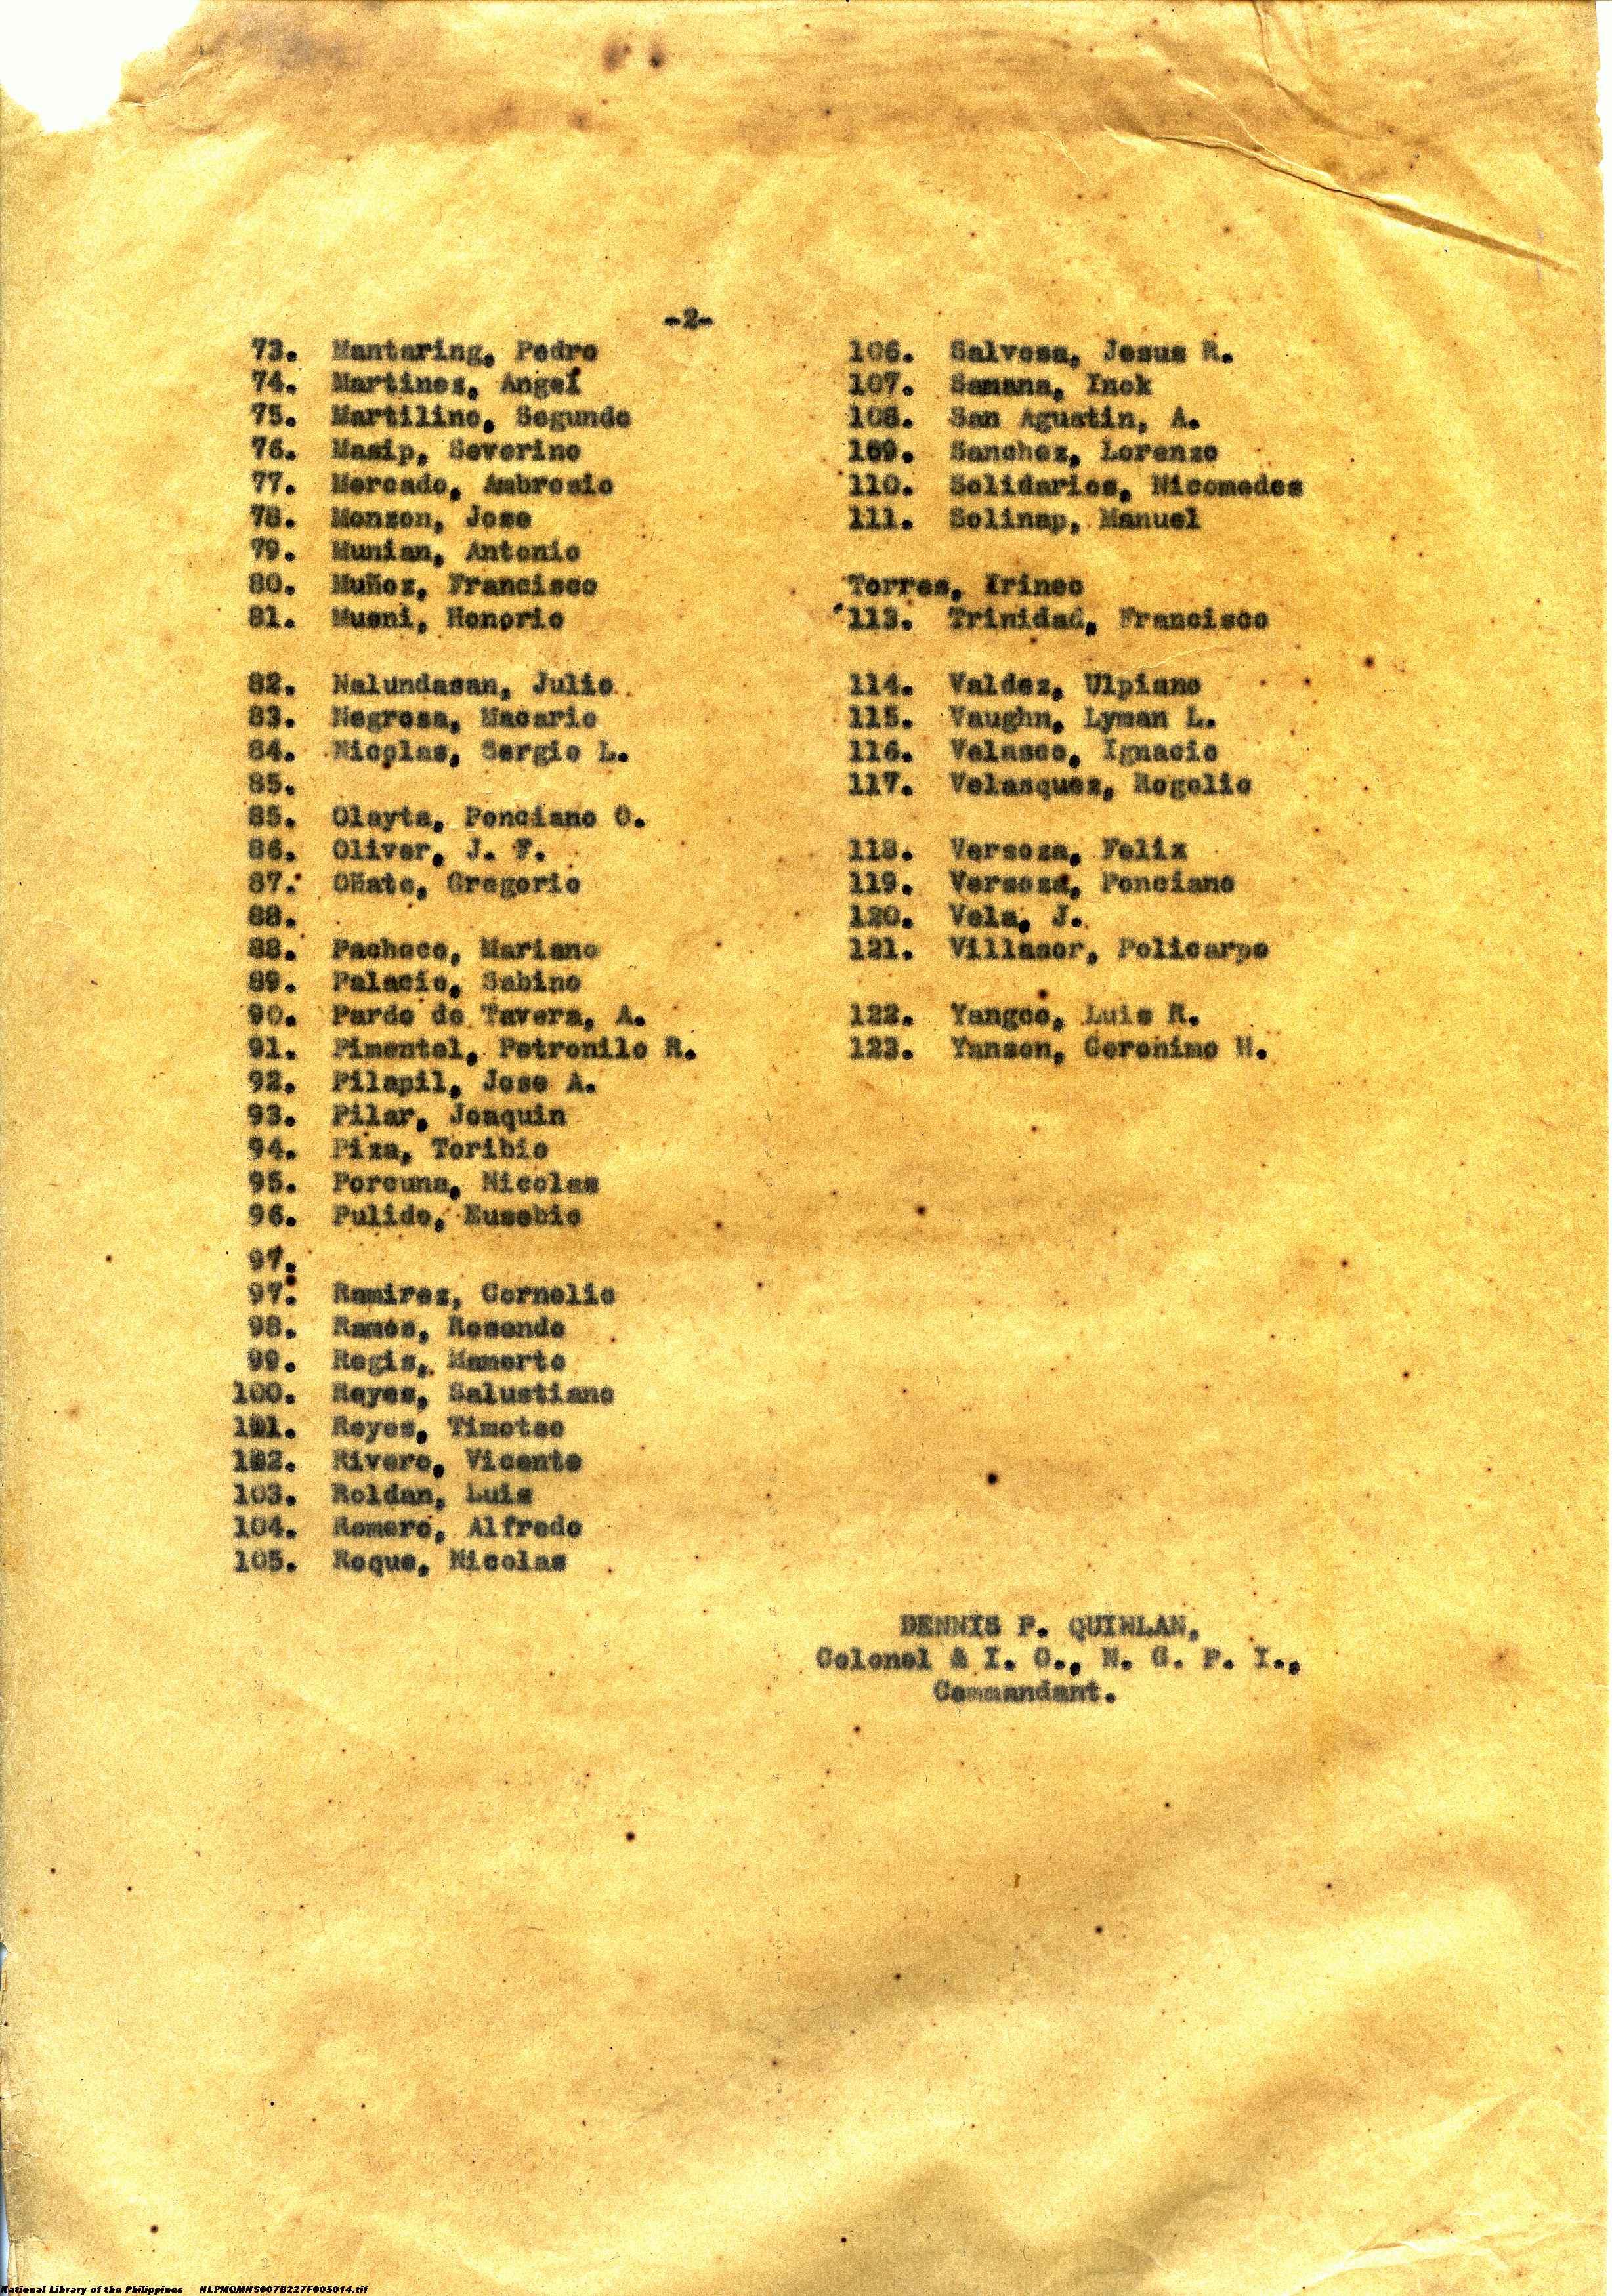 -2-
73. Mantaring, Pedro
74. Martinez, Angel
75. Martilino, Segundo
76. Masip, Severino
77. Mercado, Ambrosio
78. Monzon, Jose
79. Munian, Antonio
80. Muñoz, Francisco
81. Musni, Honorio
82. Nalundasan, Julio
83. Negrosa, Macario
84. Nicplas, Sergio L.
85.
85. Olayta, Ponciano C.
86. Oliver, J. F.
87. Oñate, Gregorio
88.
88. Pacheco, Mariano
89. Palacio, Sabino
90. Pardo de Tavera, A.
91. Pimentel, Petronilo R.
92. Pilapil, Jose A.
93. Pilar, Joaquin
94. Piza, Toribio
95. Porcuna, Nicolas
96. Pulido, Eusebio
97.
97. Ramirez, Cornelio
98. Ramos, Rosendo
99. Regis, Mamerto
100. Reyes, Salustiano
101. Reyes, Timoteo
102. Rivero, Vicente
103. Roldan, Luis
104. Romero, Alfredo
105. Roque, Nicolas
106. Salvosa, Jesus R.
107. Samana, Inok
108. San Agustin, A.
109. Sanchez, Lorenzo
110. Solidarios, Nicomedes
111. Solinap, Manuel
Torres, Irineo
113. Trinidad, Francisco
114. Valdez, Ulpiano
115. Vaughn, Lyman L.
116. Velasco, Ignacio
117. Velasquez, Rogelio
118. Versoza, Felix
119. Versoza, Ponciano
120. Vela, J.
121. Villasor, Policarpo
122. Yangco, Luis R.
123. Yanson, Geronimo N.
DENNIS P. QUINLAN,
Colonel & I. G., N. G. P. I.,
Commandant.
National Library of the Philippines NLPMQMNS007B227F005014.tif